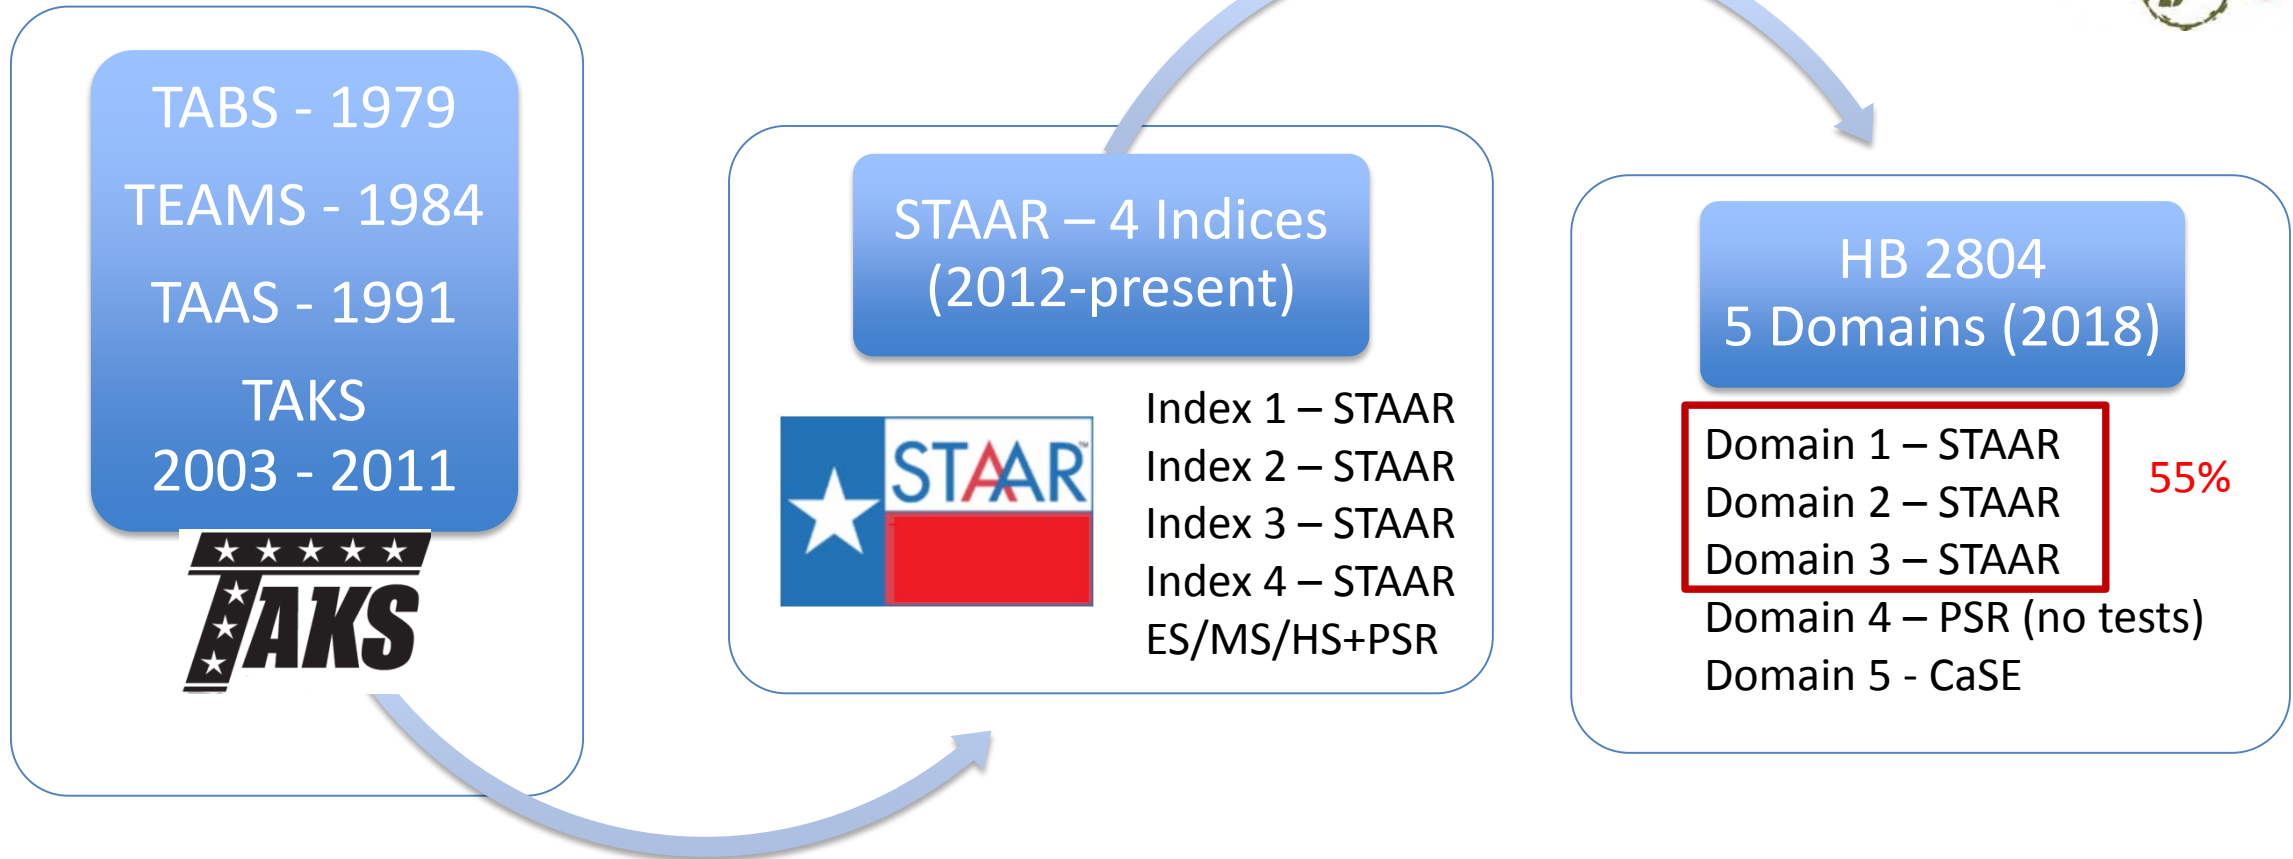 TABS - 1979
TEAMS - 1984
TAAS - 1991
TAKS
2003 - 2011
TAKS
STAAR – 4 Indices
(2012-present)
STAAR™
Index 1 – STAAR
Index 2 – STAAR
Index 3 – STAAR
Index 4 – STAAR
ES/MS/HS+PSR
HB 2804
5 Domains (2018)
Domain 1 – STAAR
Domain 2 – STAAR
Domain 3 – STAAR
55%
Domain 4 – PSR (no tests)
Domain 5 - CaSE